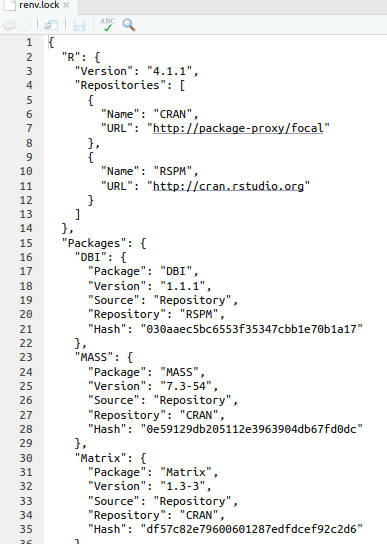 renv.lock
ABC
1 {
2   "R": {
3     "Version": "4.1.1",
4     "Repositories": [
5       {
6         "Name": "CRAN",
7         "URL": "http://package-proxy/focal"
8       },
9       {
10         "Name": "RSPM",
11         "URL": "http://cran.rstudio.org"
12       }
13     ]
14   },
15   "Packages": {
16     "DBI": {
17       "Package": "DBI",
18       "Version": "1.1.1",
19       "Source": "Repository",
20       "Repository": "RSPM",
21       "Hash": "030aaec5bc6553f35347cbb1e70b1a17"
22     },
23     "MASS": {
24       "Package": "MASS",
25       "Version": "7.3-54",
26       "Source": "Repository",
27       "Repository": "CRAN",
28       "Hash": "0e59129db205112e3963904db67fd0dc"
29     },
30     "Matrix": {
31       "Package": "Matrix",
32       "Version": "1.3-3",
33       "Source": "Repository",
34       "Repository": "CRAN",
35       "Hash": "df57c82e79600601287edfdcef92c2d6"